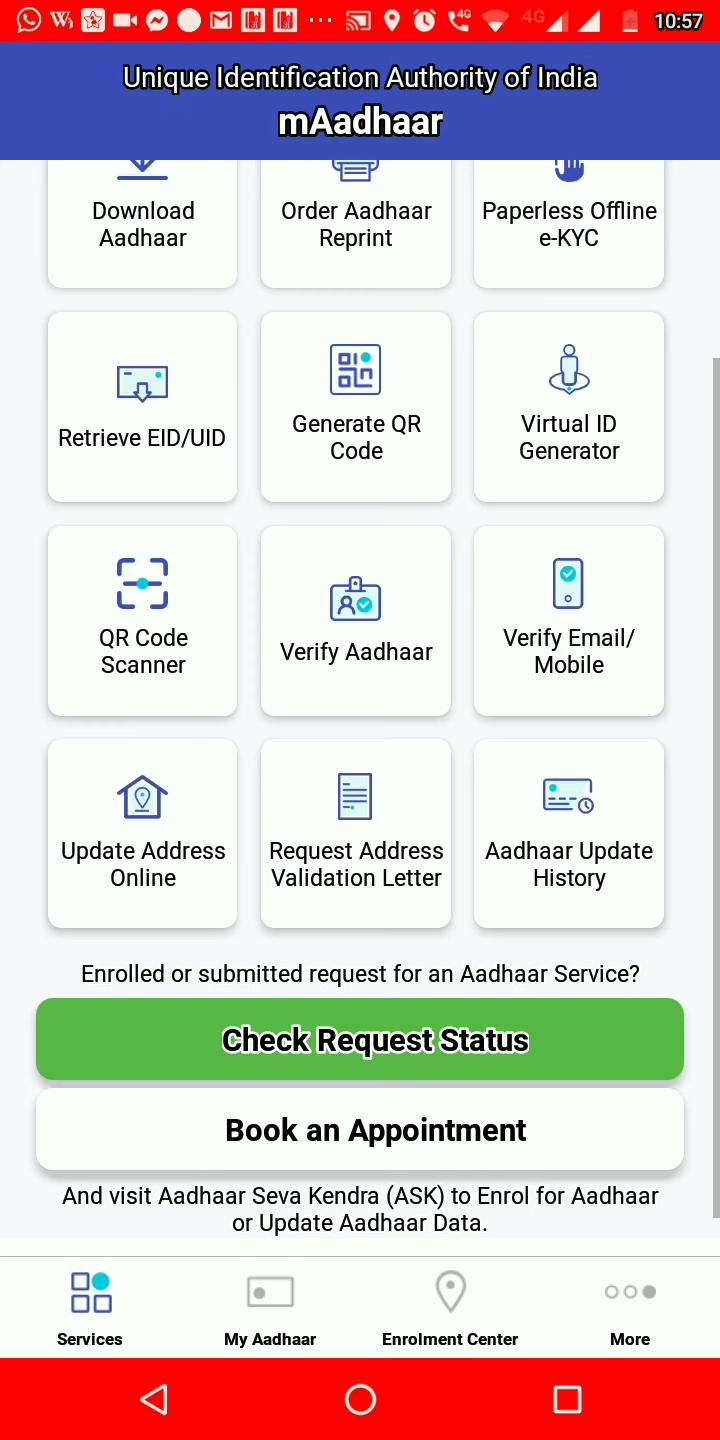 4G 4G 10:57
Unique Identification Authority of India
mAadhaar
Download
Aadhaar
Order Aadhaar
Reprint
Paperless Offline
e-KYC
Retrieve EID/UID
Generate QR
Code
Virtual ID
Generator
QR Code
Scanner
Verify Aadhaar
Verify Email/
Mobile
Update Address
Online
Request Address
Validation Letter
Aadhaar Update
History
Enrolled or submitted request for an Aadhaar Service?
Check Request Status
Book an Appointment
And visit Aadhaar Seva Kendra (ASK) to Enrol for Aadhaar
or Update Aadhaar Data.
Services
My Aadhaar
Enrolment Center
More